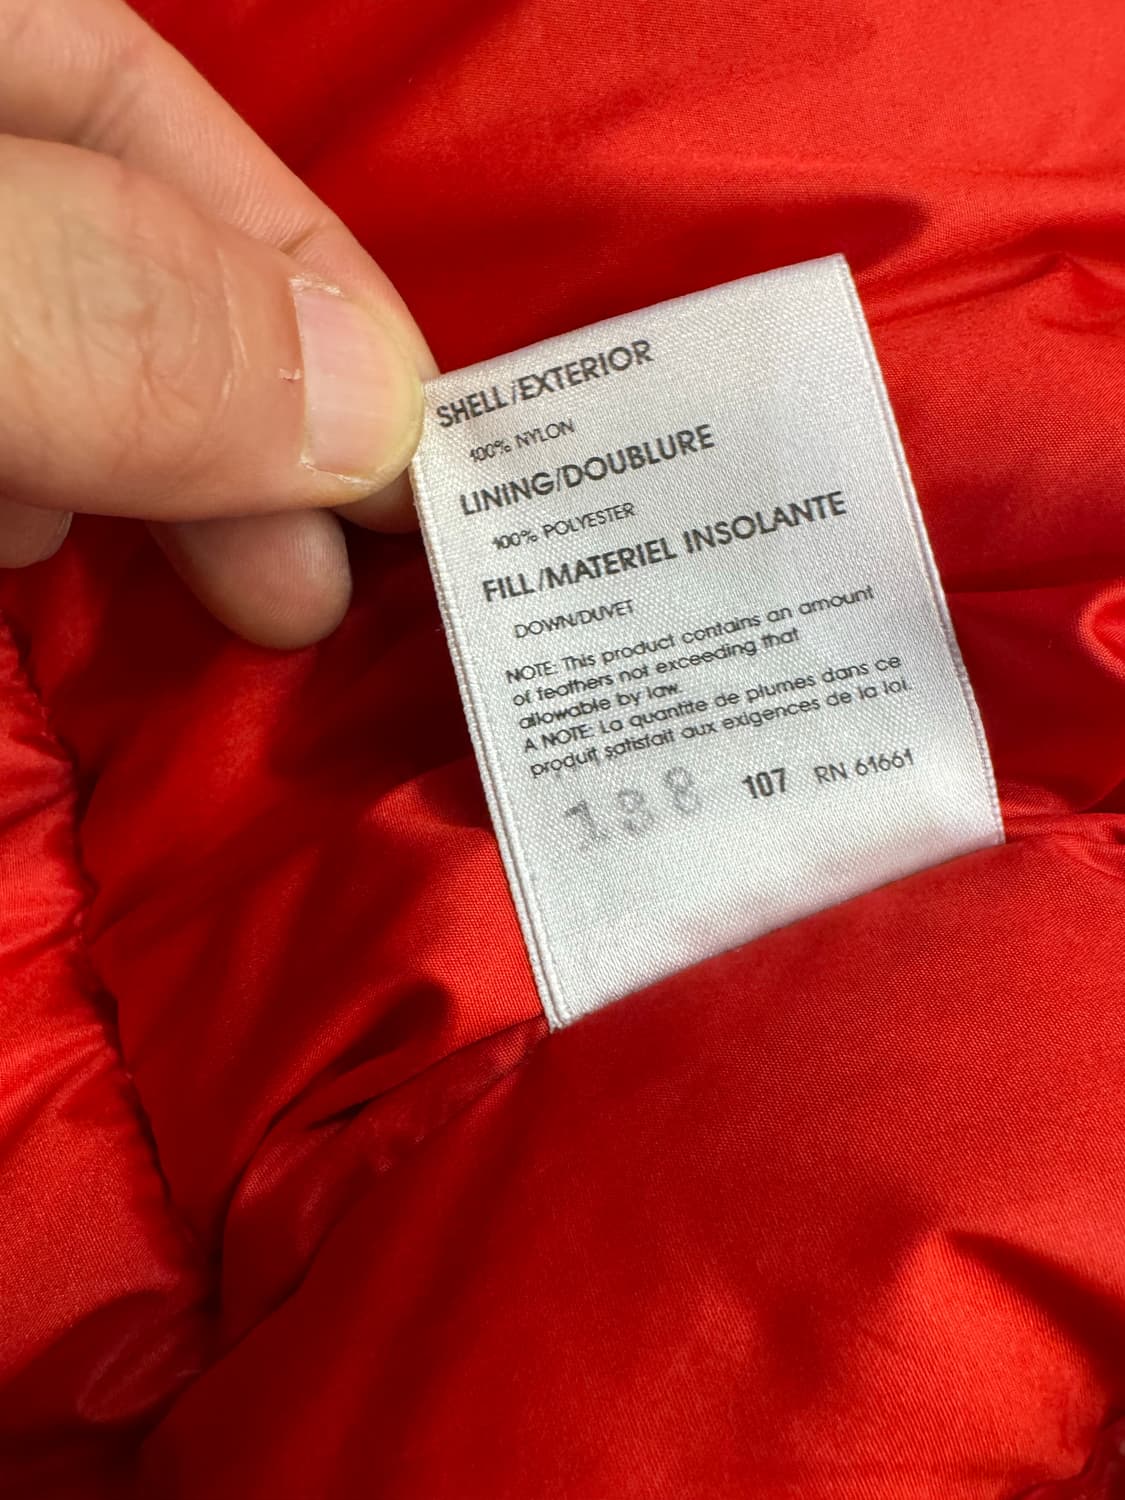 SHELL/EXTERIOR
100% NYLON
LINING/DOUBLURE
100% POLYESTER
FILL/MATERIEL INSOLANTE
DOWN/DUVET
NOTE: This product contains an amount
of feathers not exceeding that
allowable by law.
A NOTE: La quantite de plumes dans ce
produit satisfait aux exigences de la loi.
188 107 RN 61661